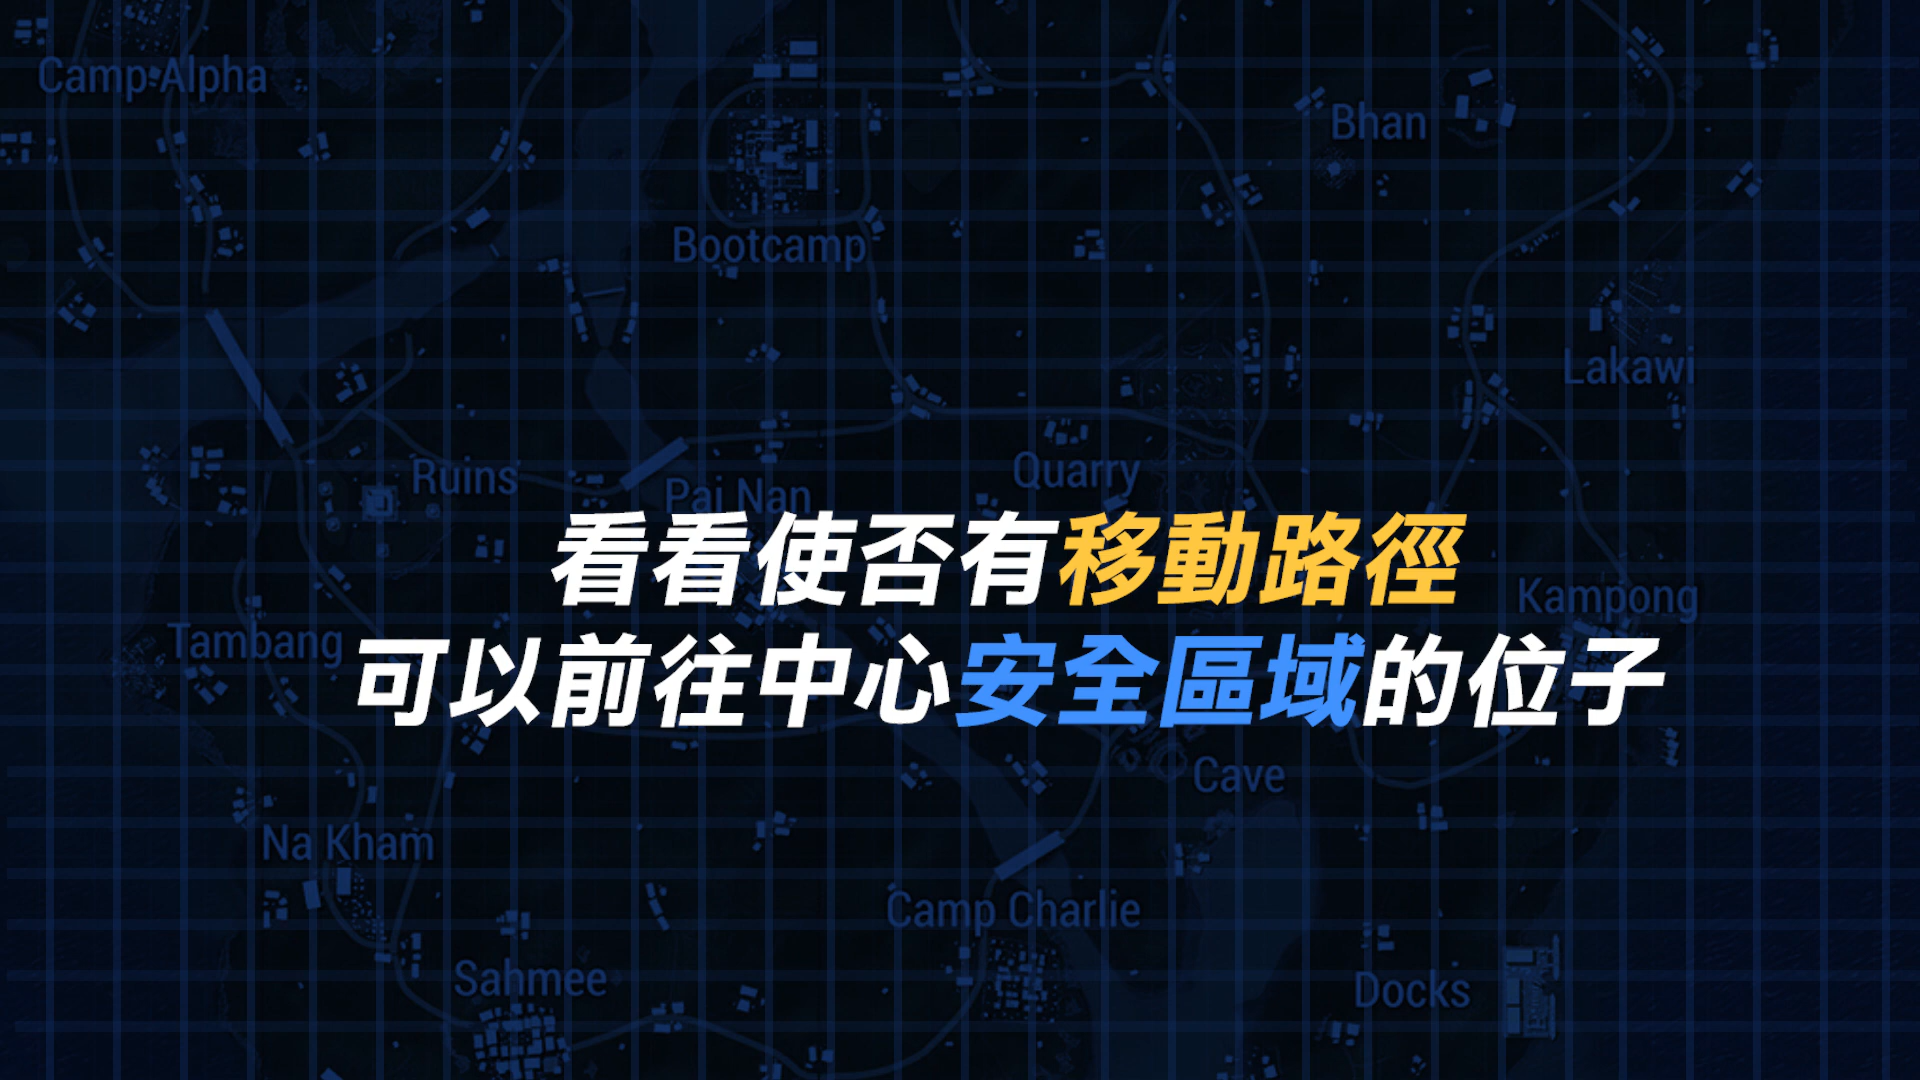 Camp Alpha
Bhan
Bootcamp
Lakawi
Ruins
Pai Nan
Quarry
看看使否有移動路徑
Kampong
Tambang
可以前往中心安全區域的位子
Cave
Na Kham
Camp Charlie
Sahmee
Docks